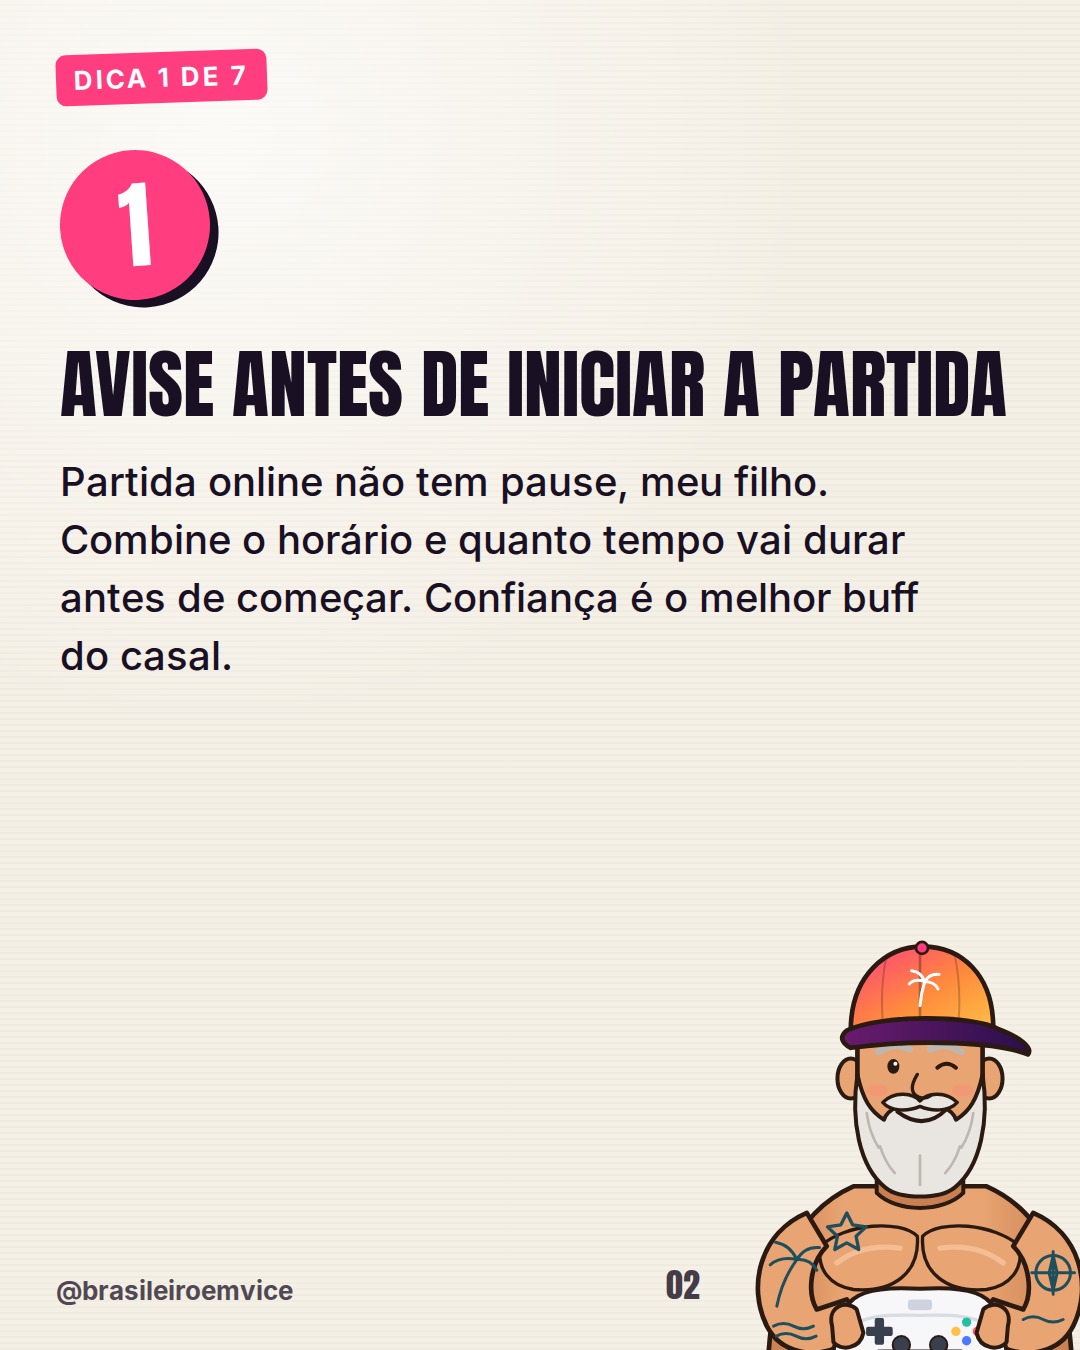 DICA 1 DE 7
1
AVISE ANTES DE INICIAR A PARTIDA
Partida online não tem pause, meu filho.
Combine o horário e quanto tempo vai durar
antes de começar. Confiança é o melhor buff
do casal.
@brasileiroemvice
02